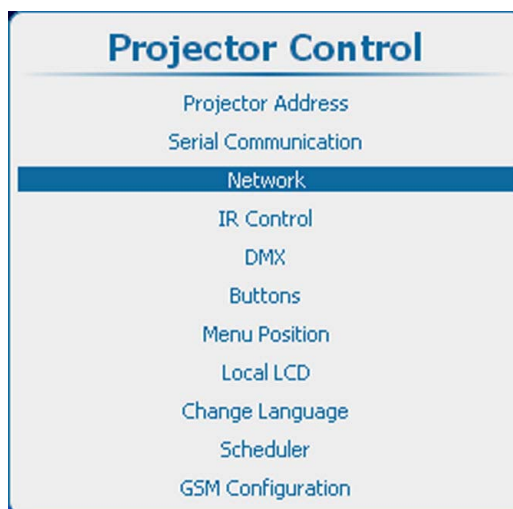 Projector Control
Projector Address
Serial Communication
Network
IR Control
DMX
Buttons
Menu Position
Local LCD
Change Language
Scheduler
GSM Configuration